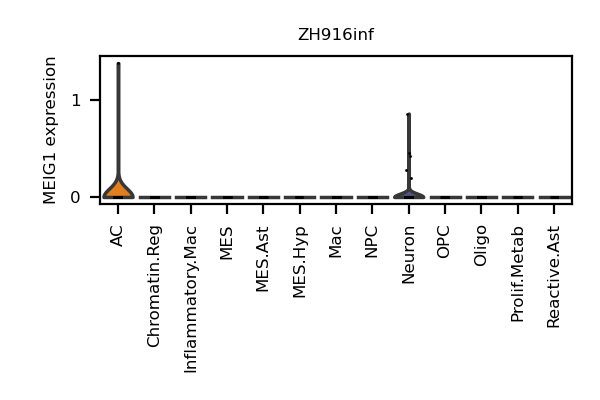 ZH916inf
MEIG1 expression
1
0
AC
Chromatin.Reg
Inflammatory.Mac
MES
MES.Ast
MES.Hyp
Mac
NPC
Neuron
OPC
Oligo
Prolif.Metab
Reactive.Ast